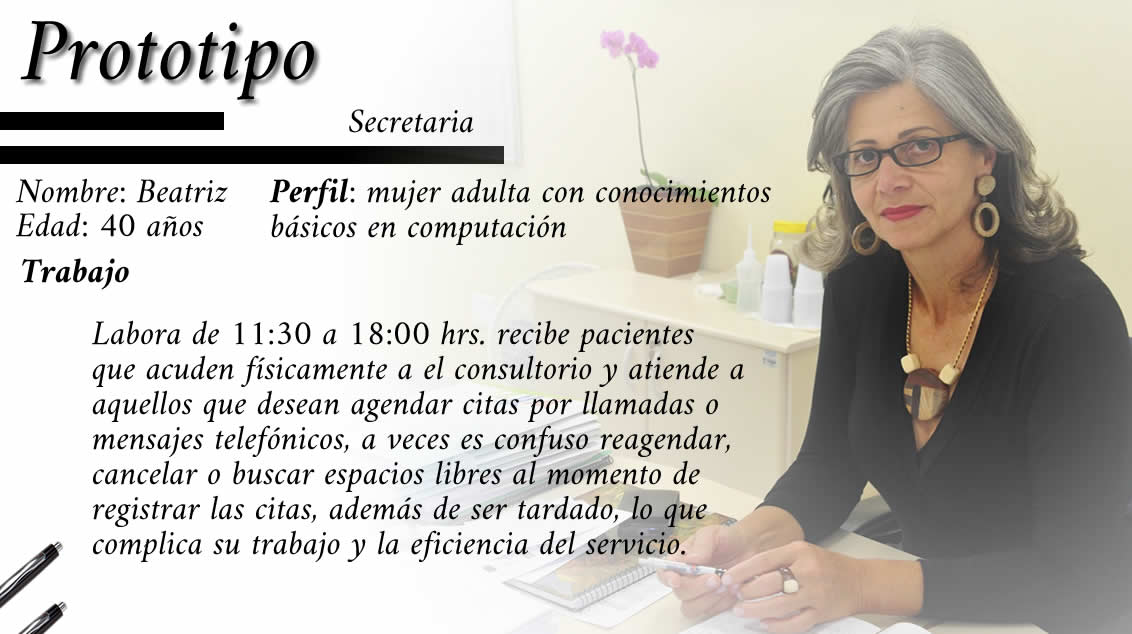 Prototipo
Secretaria
Nombre: Beatriz
Edad: 40 años
Perfil: mujer adulta con conocimientos
básicos en computación
Trabajo
Labora de 11:30 a 18:00 hrs. recibe pacientes
que acuden físicamente a el consultorio y atiende a
aquellos que desean agendar citas por llamadas o
mensajes telefónicos, a veces es confuso reagendar,
cancelar o buscar espacios libres al momento de
registrar las citas, además de ser tardado, lo que
complica su trabajo y la eficiencia del servicio.